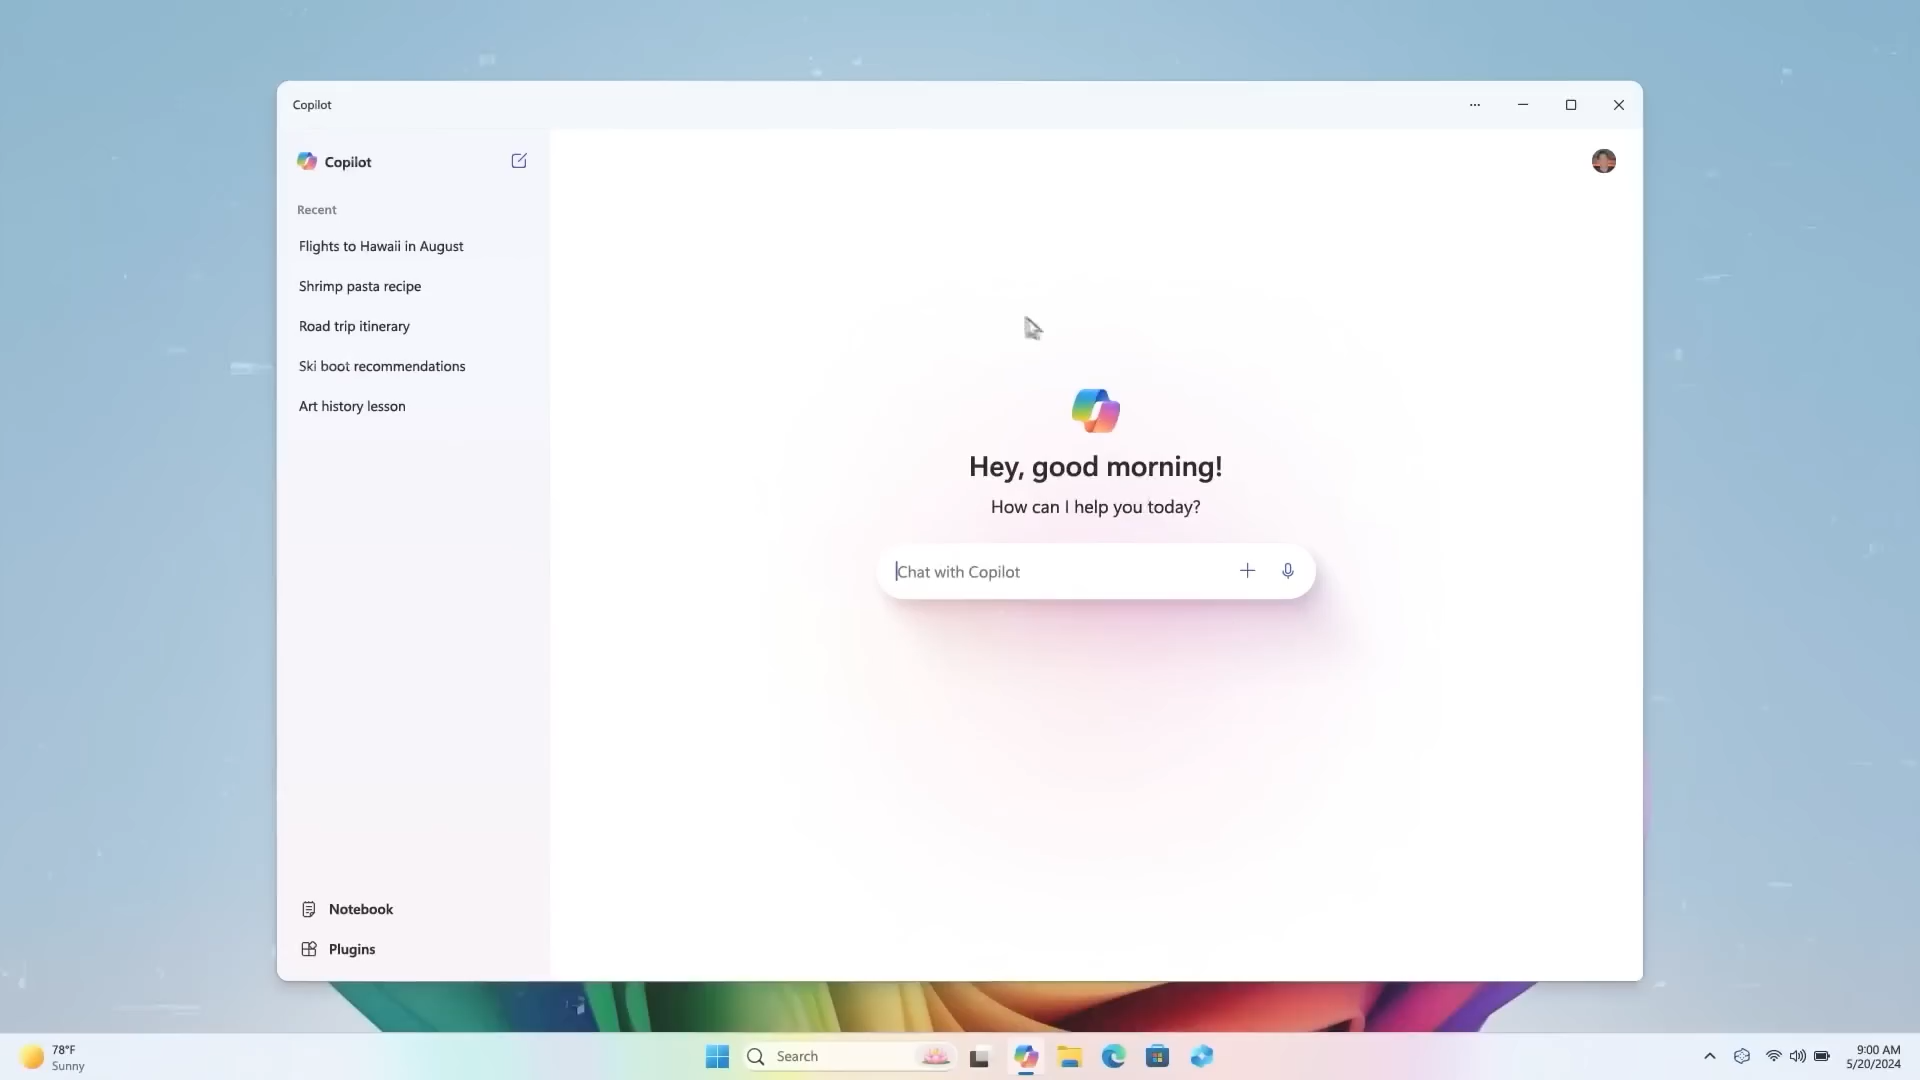 Copilot
Copilot
Recent
Flights to Hawaii in August
Shrimp pasta recipe
Road trip itinerary
Ski boot recommendations
Art history lesson
Hey, good morning!
How can I help you today?
Chat with Copilot
Notebook
Plugins
78°F
Sunny
Search
9:00 AM
5/20/2024